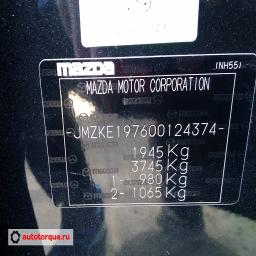 mazda
(NH55)
MAZDA MOTOR CORPORATION
-JMZKE197600124374-
1945 Kg
3745 Kg
1- 980 Kg
2- 1065 Kg
autotorque.ru